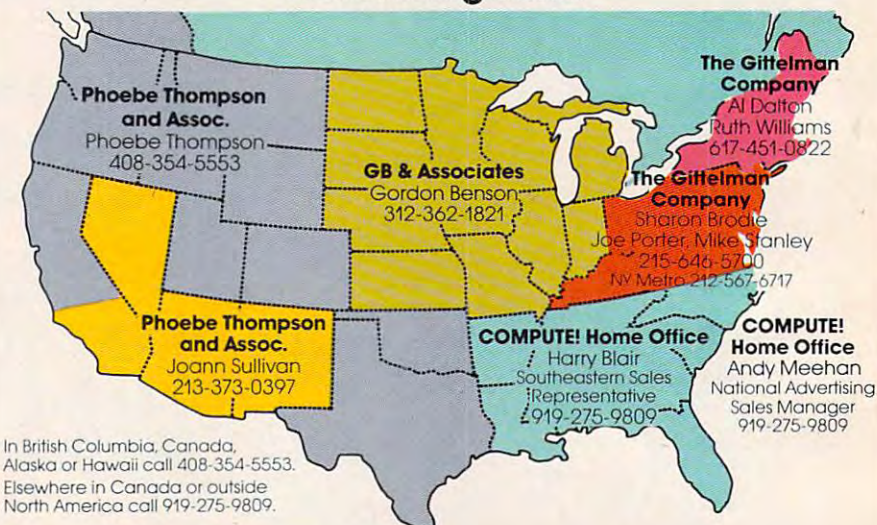 Phoebe Thompson
and Assoc.
Phoebe Thompson
408-354-5553
GB & Associates
Gordon Benson
312-362-1821
The Gittelman
Company
Al Dalton
Ruth Williams
617-451-0822
The Gittelman
Company
Sharon Brodie
Joe Porter, Mike Stanley
215-646-5700
NY Metro 212-567-6717
Phoebe Thompson
and Assoc.
Joann Sullivan
213-373-0397
COMPUTE! Home Office
Harry Blair
Southeastern Sales
Representative
919-275-9809
COMPUTE!
Home Office
Andy Meehan
National Advertising
Sales Manager
919-275-9809
In British Columbia, Canada,
Alaska or Hawaii call 408-354-5553.
Elsewhere in Canada or outside
North America call 919-275-9809.